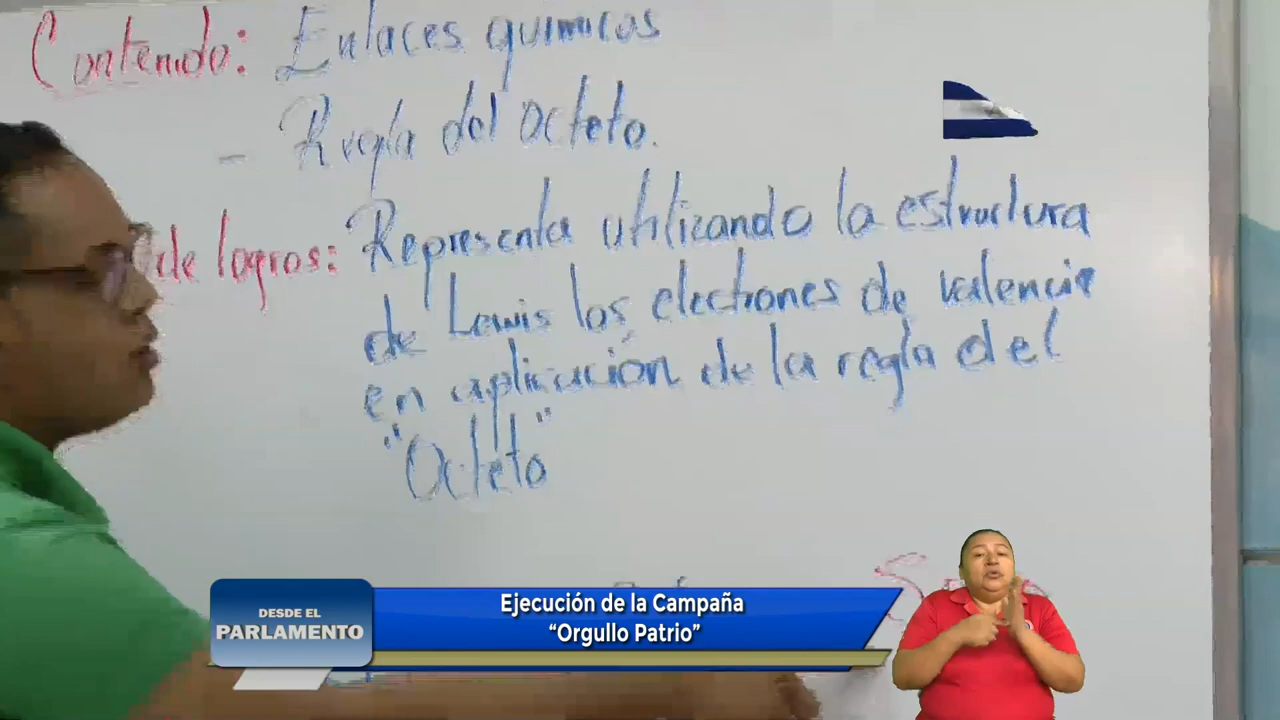 Contenido: Enlaces quimicos
- Regla del octeto.
de logros: Representa utilizando la estructura
de Lewis los electrones de valencia
en aplicación de la regla del
"Octeto"
DESDE EL
PARLAMENTO
Ejecución de la Campaña
"Orgullo Patrio"